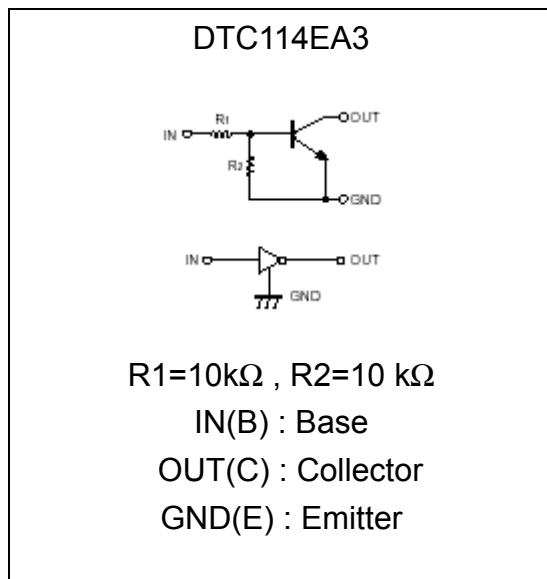 DTC114EA3
R1
OUT
IN
R2
GND
IN
OUT
GND
R1=10kΩ , R2=10 kΩ
IN(B) : Base
OUT(C) : Collector
GND(E) : Emitter